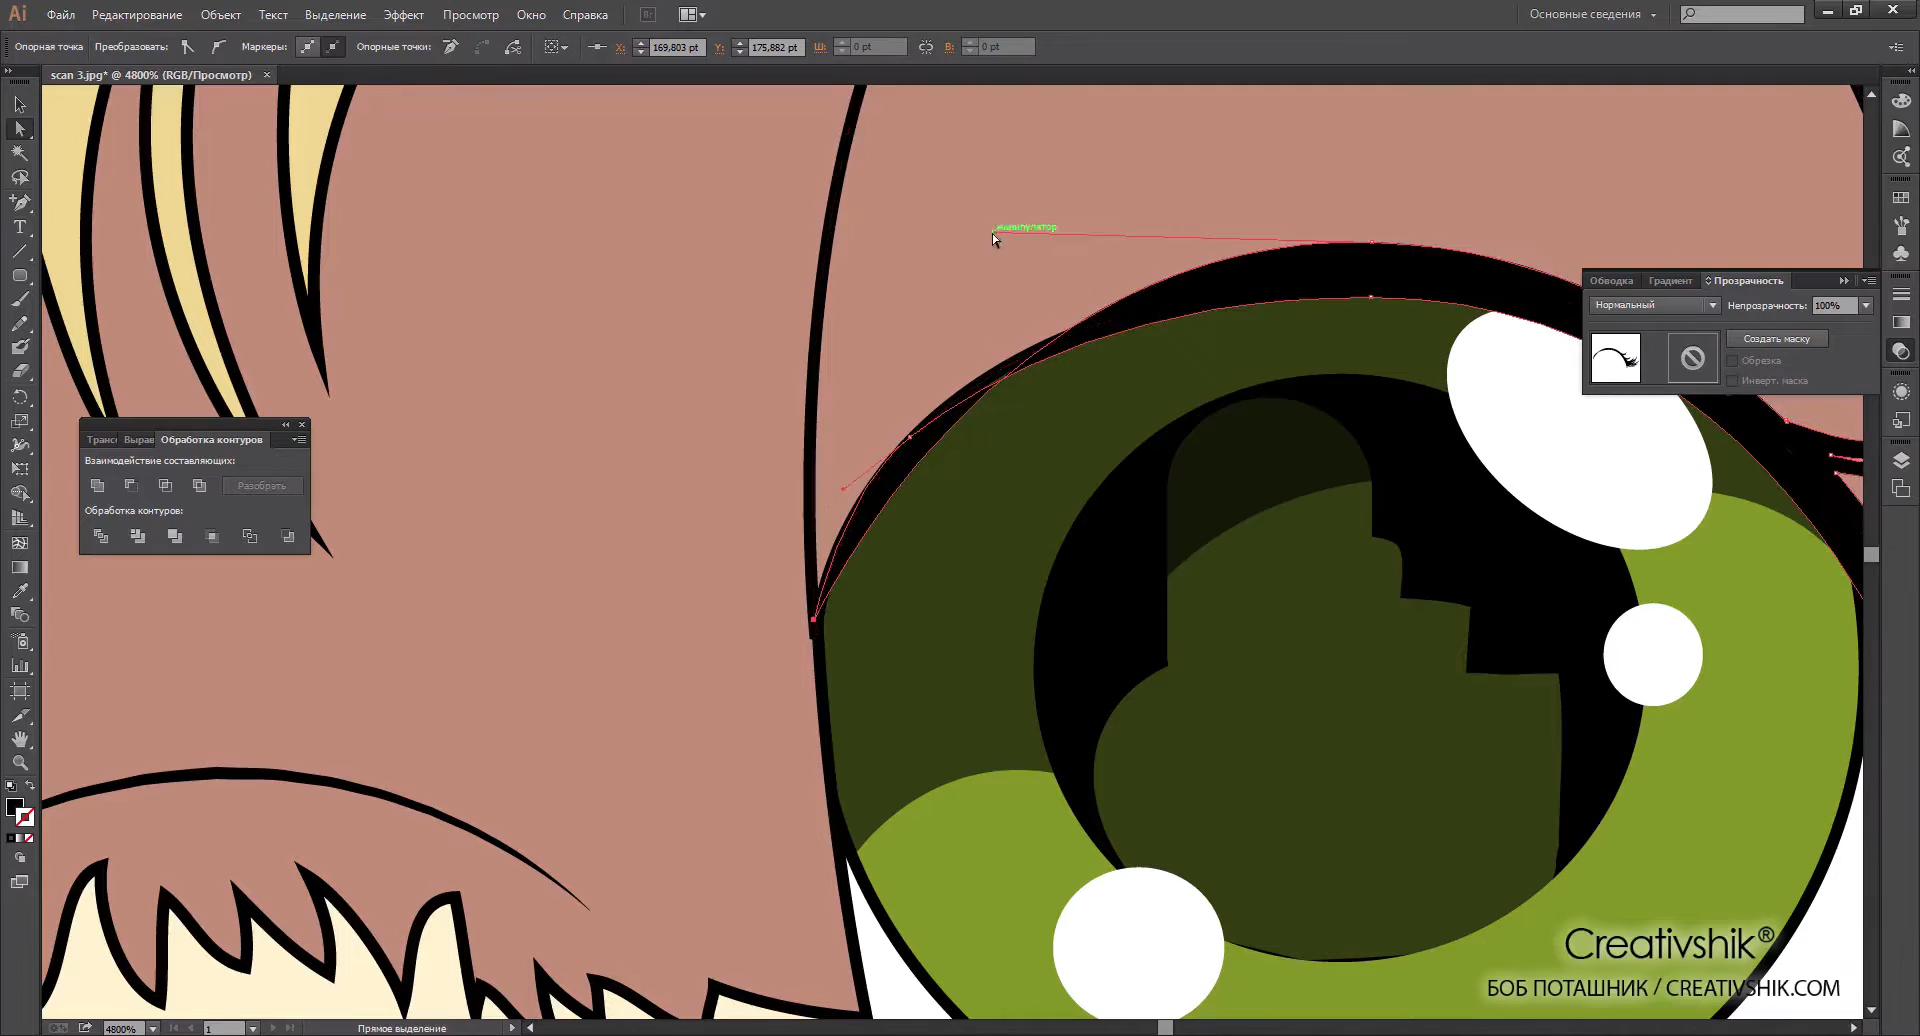 Ai Файл Редактирование Объект Текст Выделение Эффект Просмотр Окно Справка Br Основные сведения
Опорная точка Преобразовать: Маркеры: Опорные точки: X: 169,803 pt Y: 175,882 pt Ш: 0 pt В: 0 pt
scan 3.jpg* @ 4800% (RGB/Просмотр) ×
манипулятор
Обводка Градиент Прозрачность
Нормальный Непрозрачность: 100%
Создать маску
Обрезка
Инверт. маска
Транс Вырав Обработка контуров
Взаимодействие составляющих:
Разобрать
Обработка контуров:
Creativshik®
БОБ ПОТАШНИК / CREATIVSHIK.COM
4800% 1 Прямое выделение